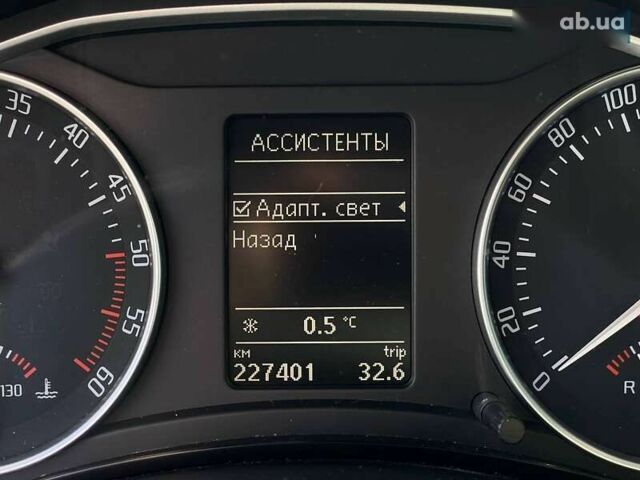 ab.ua
АССИСТЕНТЫ
Адапт. свет
Назад
0.5 °C
км trip
227401 32.6
35
40
45
50
55
60
130
100
80
60
40
20
0
R